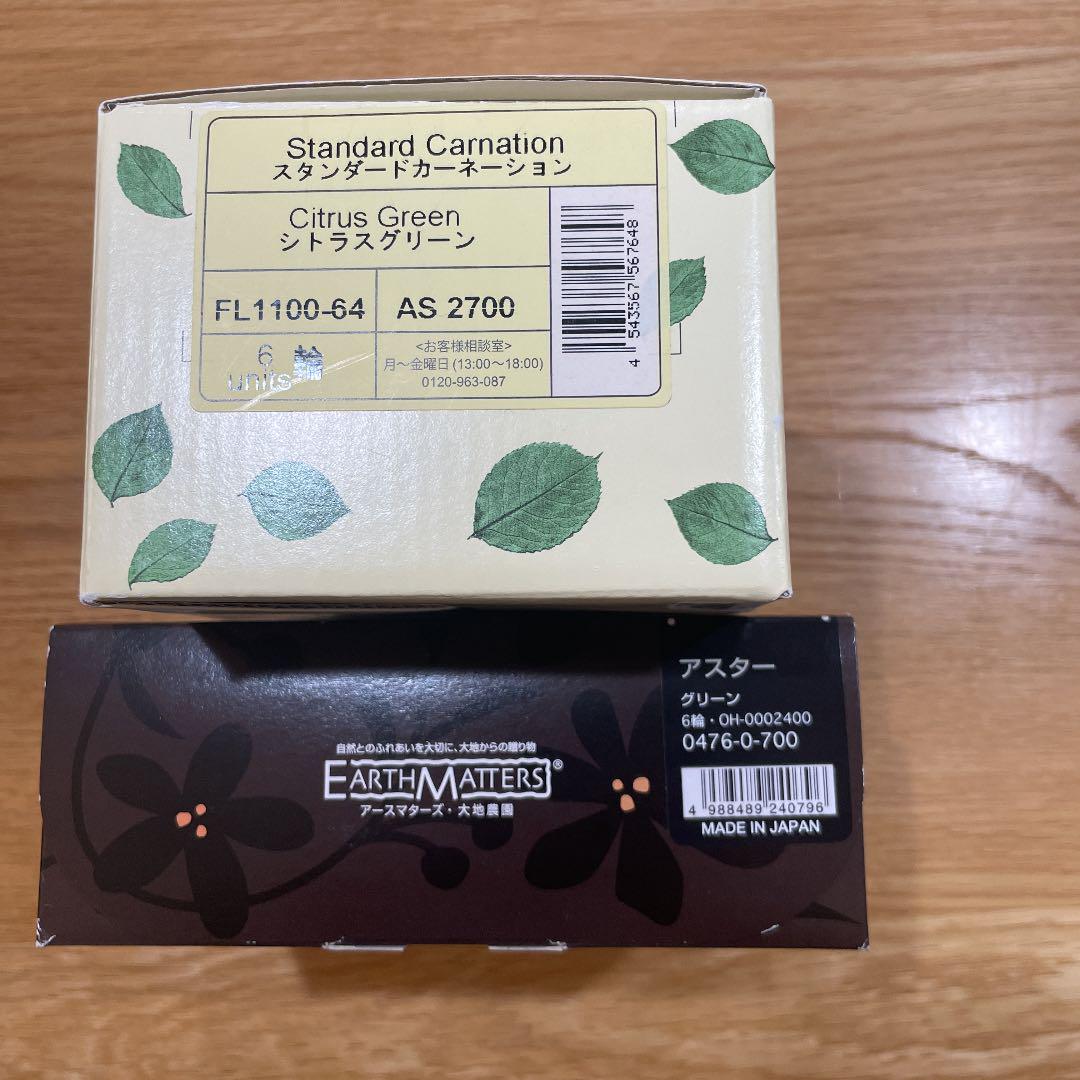 Standard Carnation
スタンダードカーネーション
Citrus Green
シトラスグリーン
FL1100-64
AS 2700
6 輪
units
<お客様相談室>
月～金曜日(13:00～18:00)
0120-963-087
4 543567 567648
自然とのふれあいを大切に、大地からの贈り物
EARTH MATTERS®
アースマターズ・大地農園
アスター
グリーン
6輪・OH-0002400
0476-0-700
4 988489 240796
MADE IN JAPAN